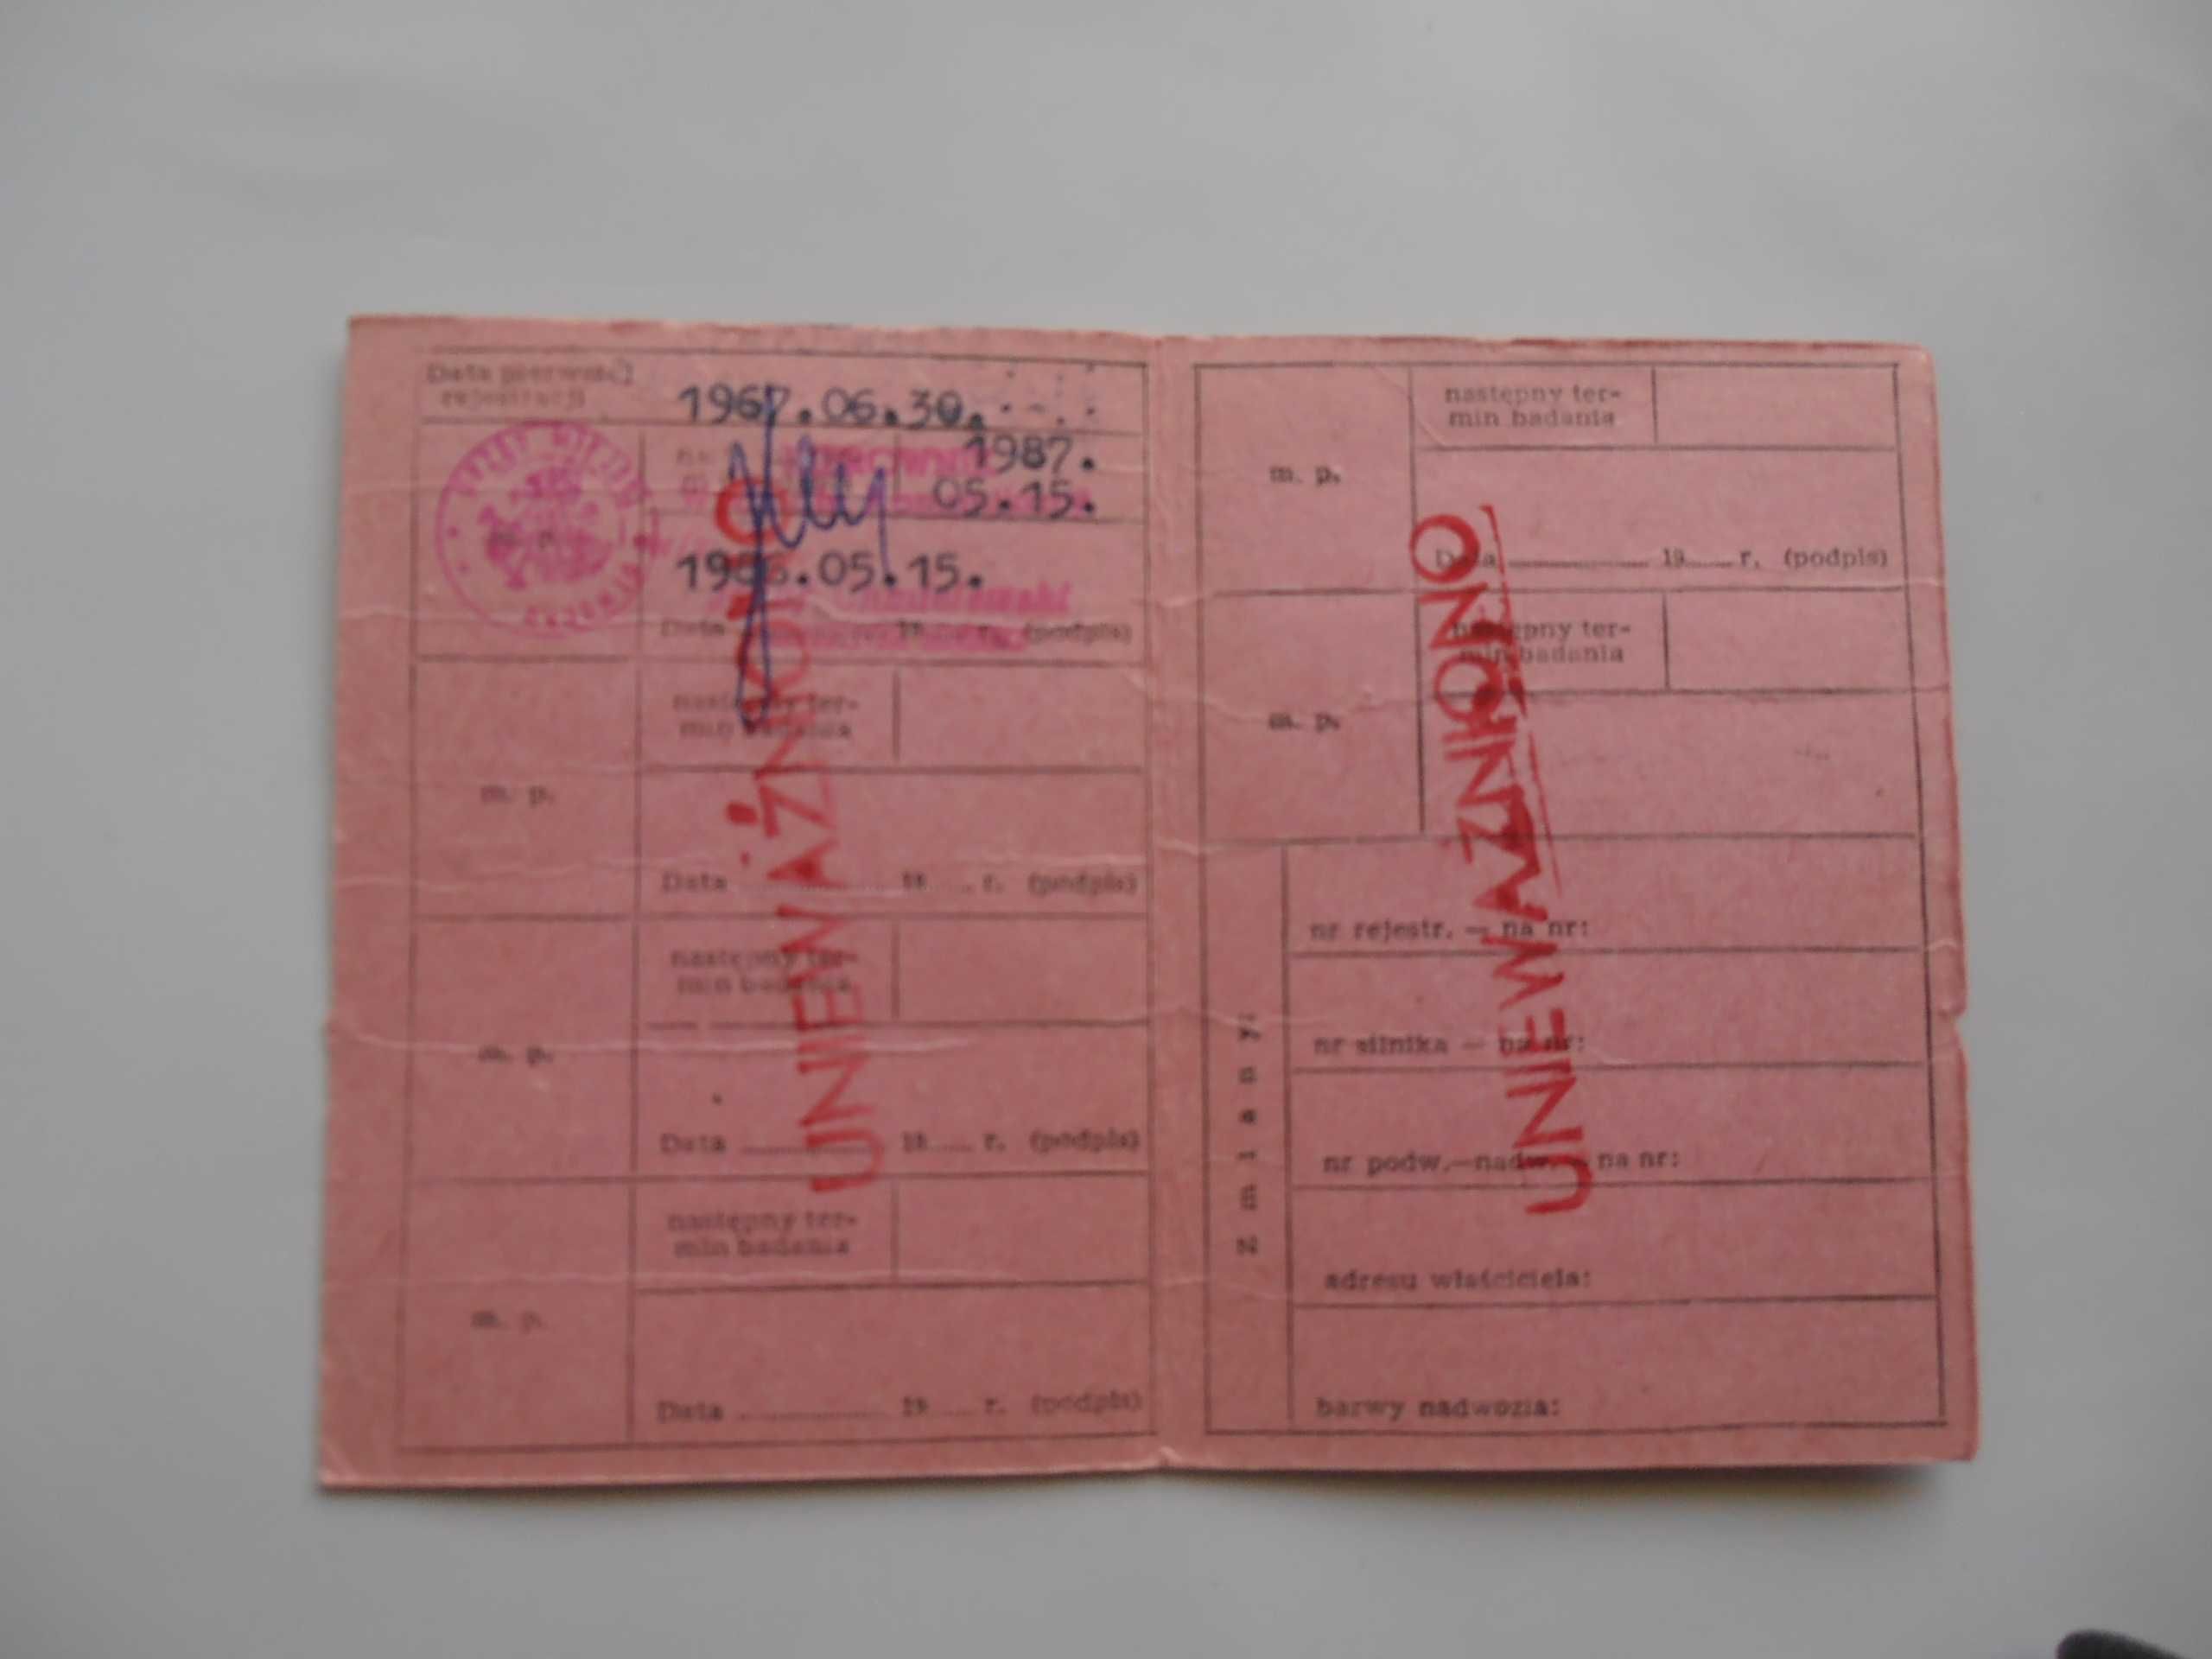 Data pierwszej
rejestracji
1967.06.30.
1987.
05.15.
m. p.
1986.05.15.
Data 19 r. (podpis)
następny ter-
min badania
m. p.
Data ........ 19.... r. (podpis)
następny ter-
min badania
m. p.
Data ........ 19.... r. (podpis)
następny ter-
min badania
m. p.
Data ........ 19.... r. (podpis)
UNIEWAŻNIONO
następny ter-
min badania
m. p.
Data ........ 19.... r. (podpis)
następny ter-
min badania
m. p.
Zmiany:
nr rejestr. — na nr:
nr silnika — na nr:
nr podw.—nadw. — na nr:
adresu właściciela:
barwy nadwozia:
UNIEWAŻNIONO